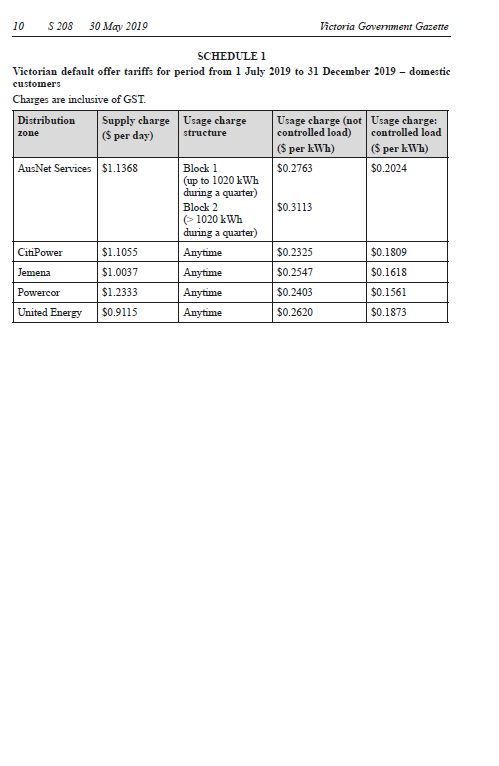 10 S 208 30 May 2019 Victoria Government Gazette
SCHEDULE 1
Victorian default offer tariffs for period from 1 July 2019 to 31 December 2019 – domestic
customers
Charges are inclusive of GST.
Distribution zone Supply charge ($ per day) Usage charge structure Usage charge (not controlled load) ($ per kWh) Usage charge: controlled load ($ per kWh)
AusNet Services $1.1368 Block 1 $0.2763 $0.2024
(up to 1020 kWh
during a quarter)
Block 2 $0.3113
(> 1020 kWh
during a quarter)
CitiPower $1.1055 Anytime $0.2325 $0.1809
Jemena $1.0037 Anytime $0.2547 $0.1618
Powercor $1.2333 Anytime $0.2403 $0.1561
United Energy $0.9115 Anytime $0.2620 $0.1873